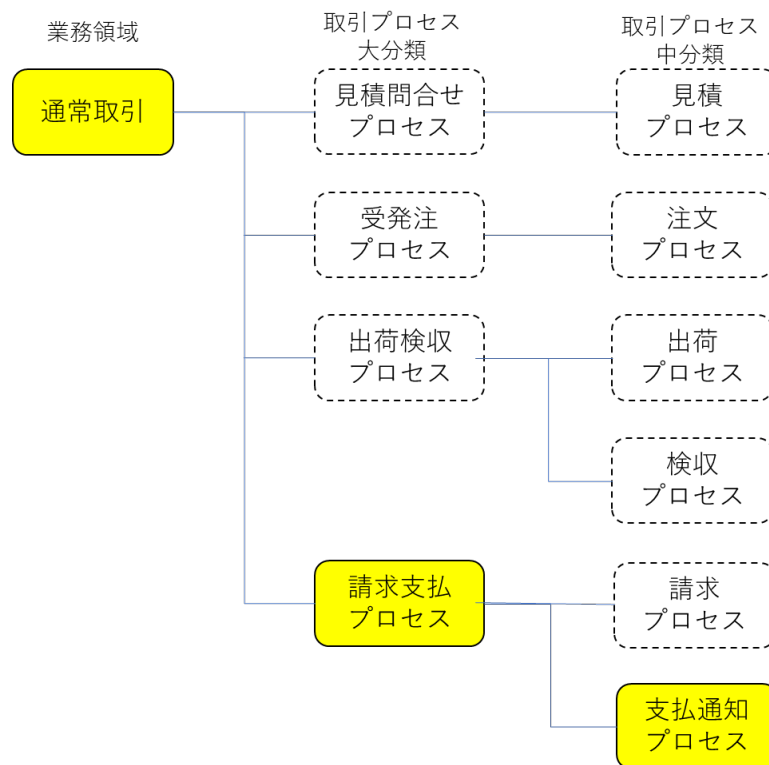 業務領域
取引プロセス
大分類
取引プロセス
中分類
通常取引
見積問合せ
プロセス
見積
プロセス
受発注
プロセス
注文
プロセス
出荷検収
プロセス
出荷
プロセス
検収
プロセス
請求支払
プロセス
請求
プロセス
支払通知
プロセス